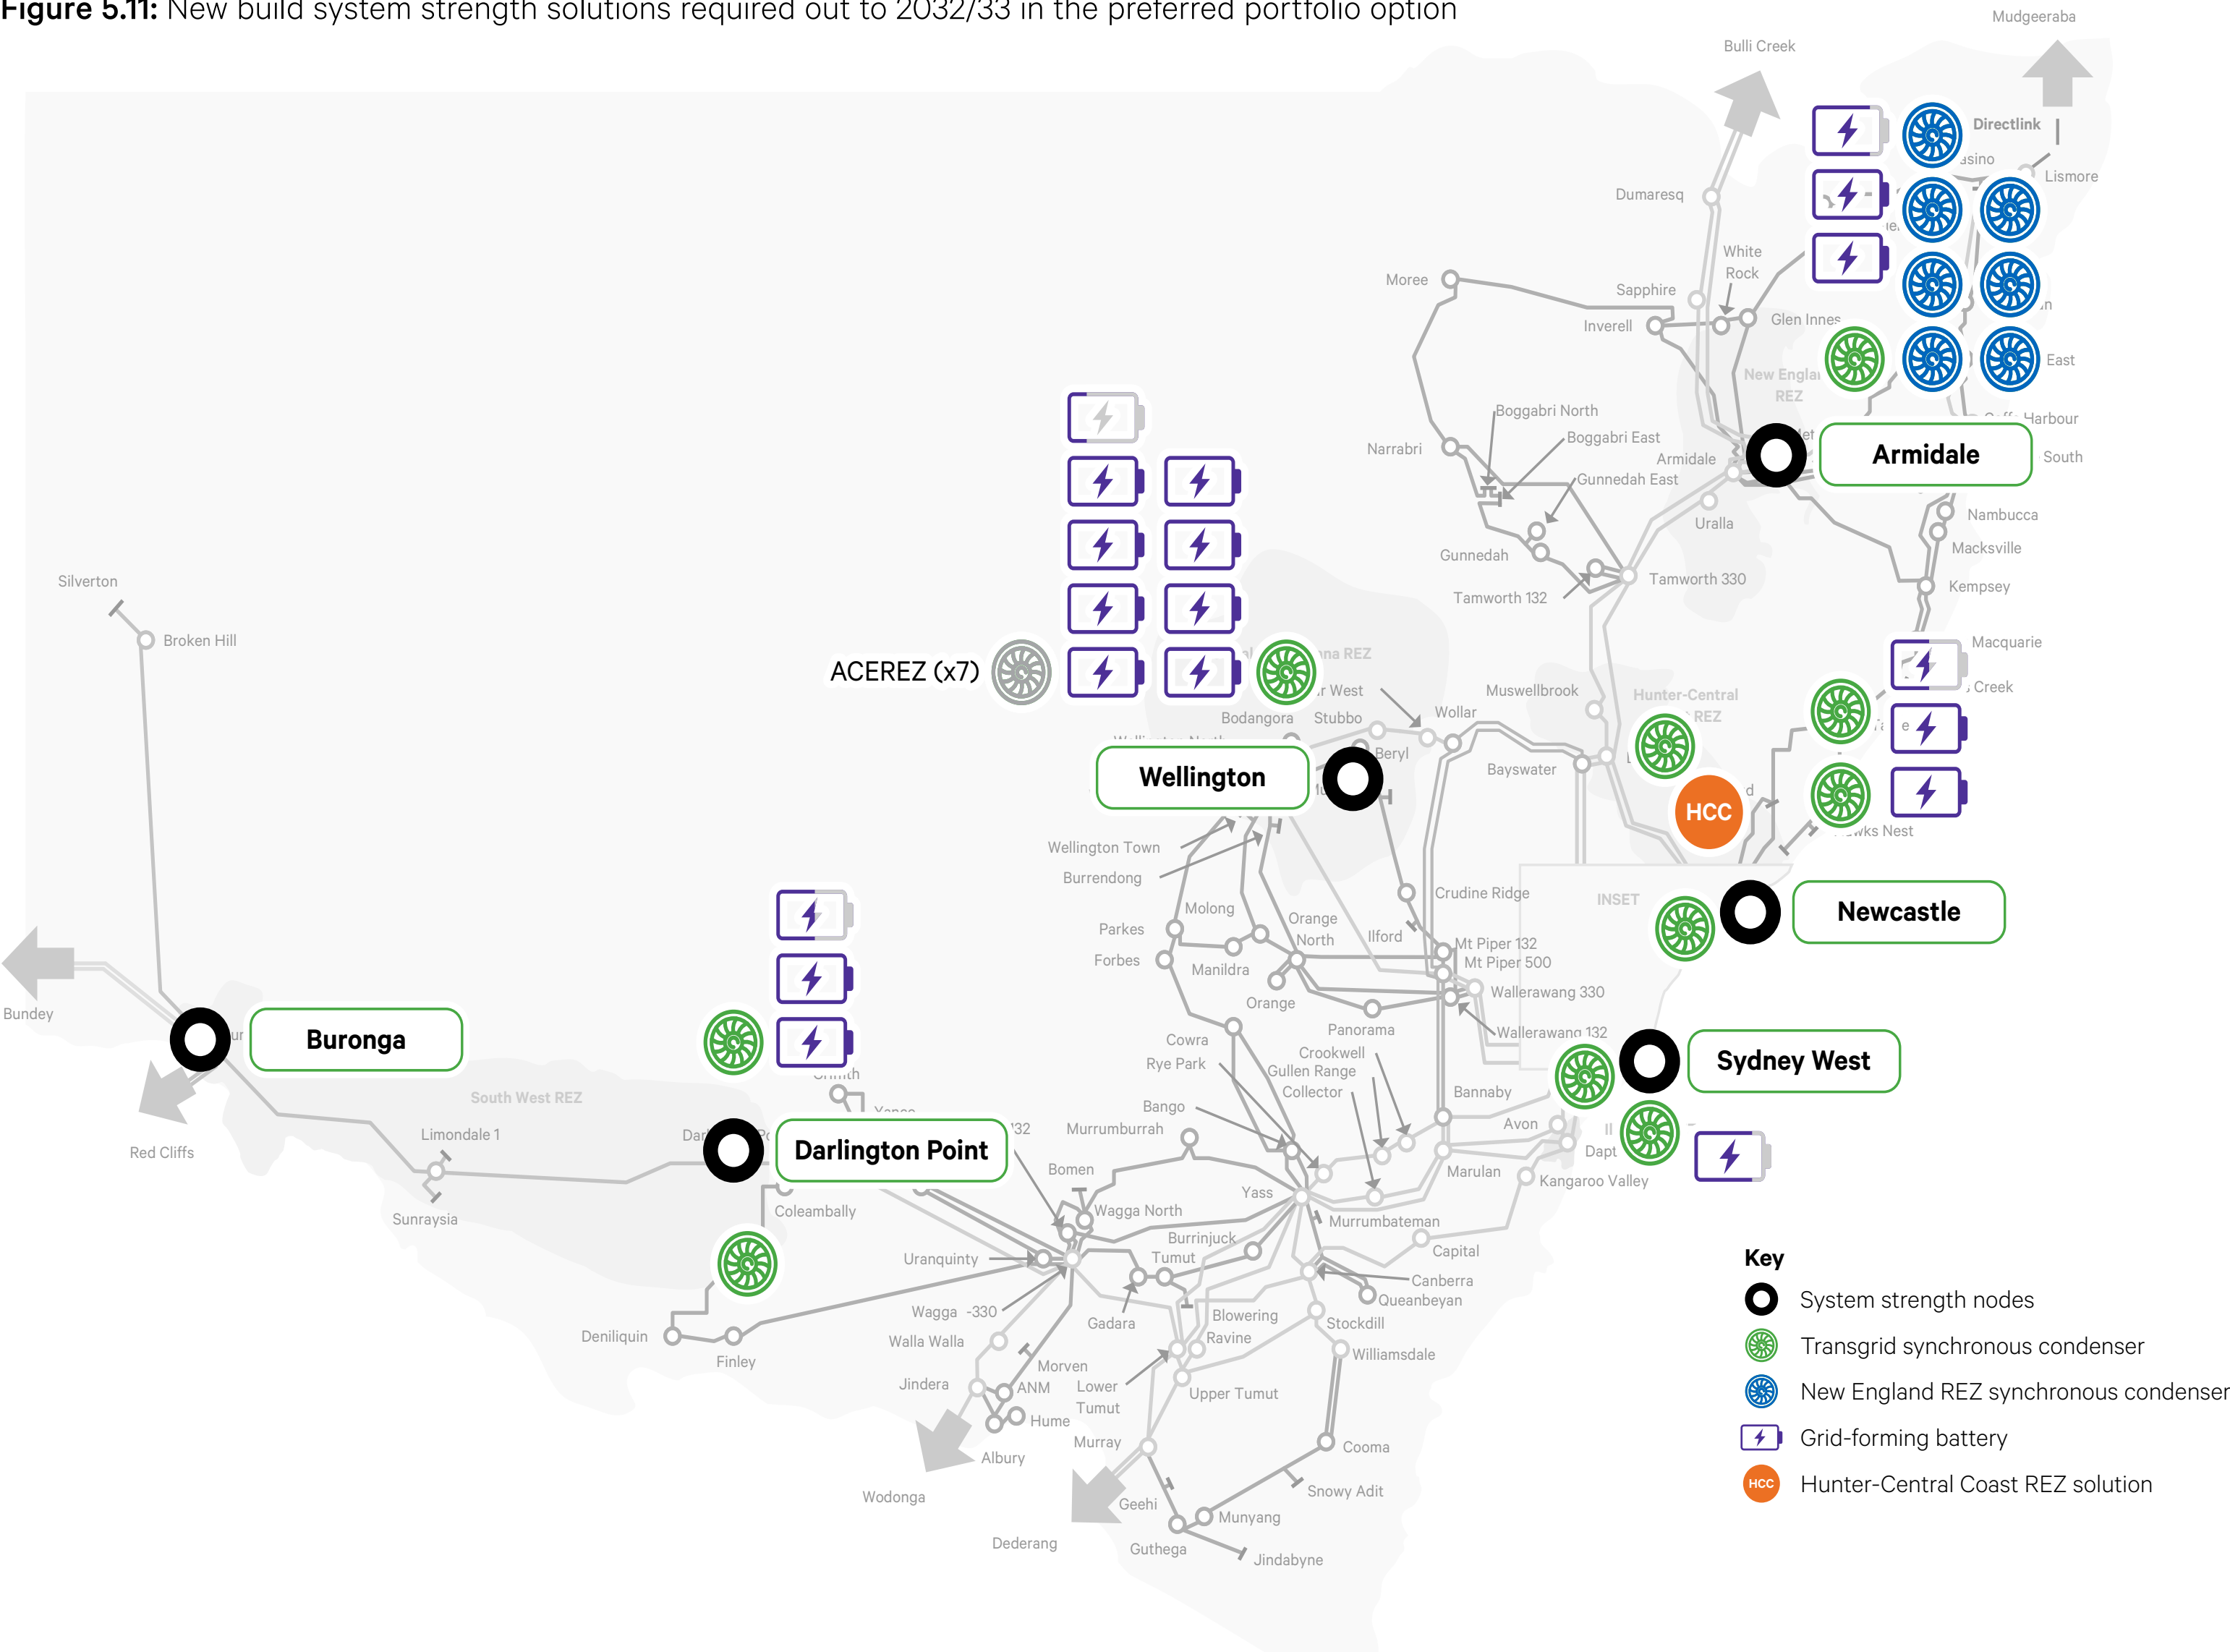 Figure 5.11: New build system strength solutions required out to 2032/33 in the preferred portfolio option
Mudgeeraba
Bulli Creek
Directlink
Lismore
Dumaresq
White
Rock
Moree
Sapphire
Inverell
Glen Innes
East
REZ
Boggabri North
Harbour
Boggabri East
Narrabri
Armidale
Armidale
South
Gunnedah East
Uralla
Nambucca
Gunnedah
Macksville
Tamworth 330
Kempsey
Tamworth 132
Silverton
Broken Hill
Macquarie
REZ
ACEREZ (x7)
West
Creek
Muswellbrook
Hunter-Central
REZ
Bodangora
Stubbo
Wollar
Beryl
Bayswater
Wellington
HCC
Wellington Town
Burrendong
Crudine Ridge
INSET
Newcastle
Molong
Orange
North
Parkes
Ilford
Mt Piper 132
Forbes
Manildra
Mt Piper 500
Orange
Wallerawang 330
Bundey
Panorama
Wallerawang 132
Buronga
Cowra
Crookwell
Sydney West
Rye Park
Gullen Range
Collector
Bannaby
South West REZ
Bango
Avon
Limondale 1
132
Murrumburrah
Red Cliffs
Darlington Point
Dapt
Bomen
Marulan
Kangaroo Valley
Yass
Sunraysia
Coleambally
Wagga North
Murrumbateman
Burrinjuck
Capital
Uranquinty
Tumut
Key
Canberra
Queanbeyan
System strength nodes
Wagga -330
Gadara
Blowering
Stockdill
Deniliquin
Walla Walla
Ravine
Transgrid synchronous condenser
Finley
Williamsdale
Morven
Jindera
ANM
Lower
Tumut
Upper Tumut
New England REZ synchronous condenser
Hume
Murray
Cooma
Grid-forming battery
Albury
HCC
Hunter-Central Coast REZ solution
Wodonga
Geehi
Snowy Adit
Munyang
Dederang
Guthega
Jindabyne